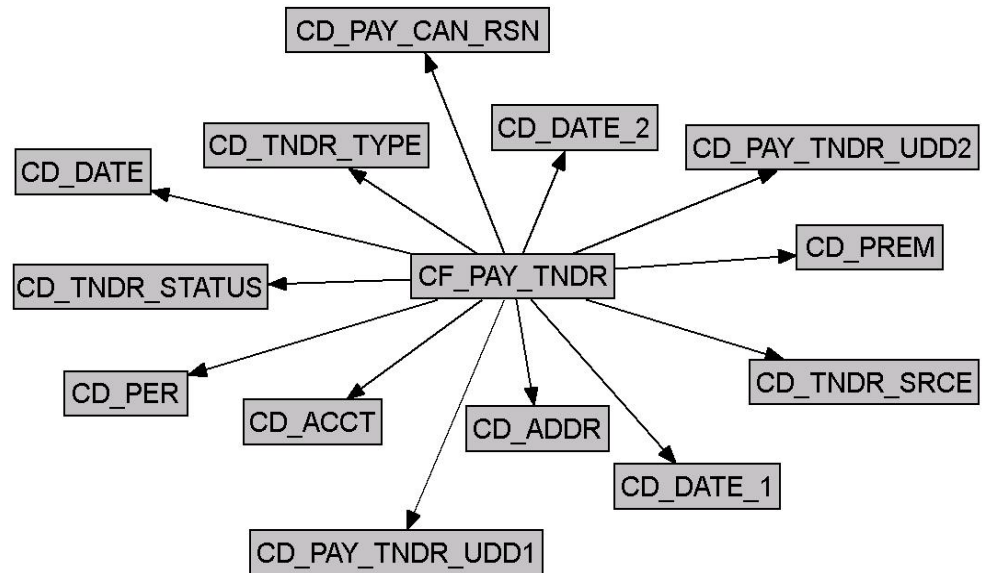 CD_PAY_CAN_RSN
CD_DATE_2
CD_TNDR_TYPE
CD_PAY_TNDR_UDD2
CD_DATE
CD_PREM
CF_PAY_TNDR
CD_TNDR_STATUS
CD_TNDR_SRCE
CD_PER
CD_ACCT
CD_ADDR
CD_DATE_1
CD_PAY_TNDR_UDD1